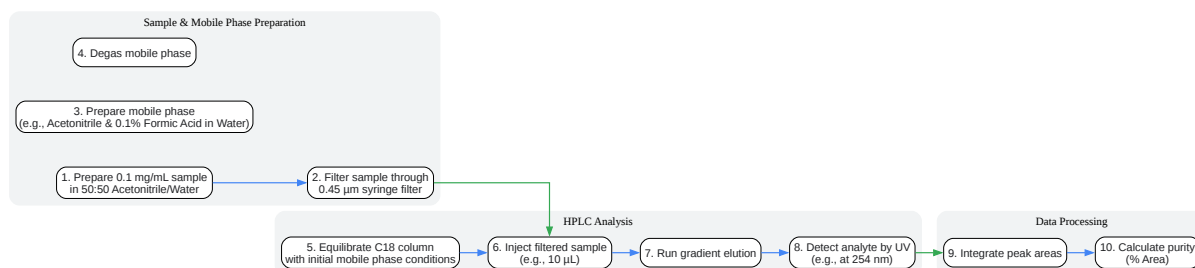 Sample & Mobile Phase Preparation
4. Degas mobile phase
3. Prepare mobile phase
(e.g., Acetonitrile & 0.1% Formic Acid in Water)
1. Prepare 0.1 mg/mL sample
in 50:50 Acetonitrile/Water
2. Filter sample through
0.45 µm syringe filter
HPLC Analysis
5. Equilibrate C18 column
with initial mobile phase conditions
6. Inject filtered sample
(e.g., 10 µL)
7. Run gradient elution
8. Detect analyte by UV
(e.g., at 254 nm)
Data Processing
9. Integrate peak areas
10. Calculate purity
(% Area)